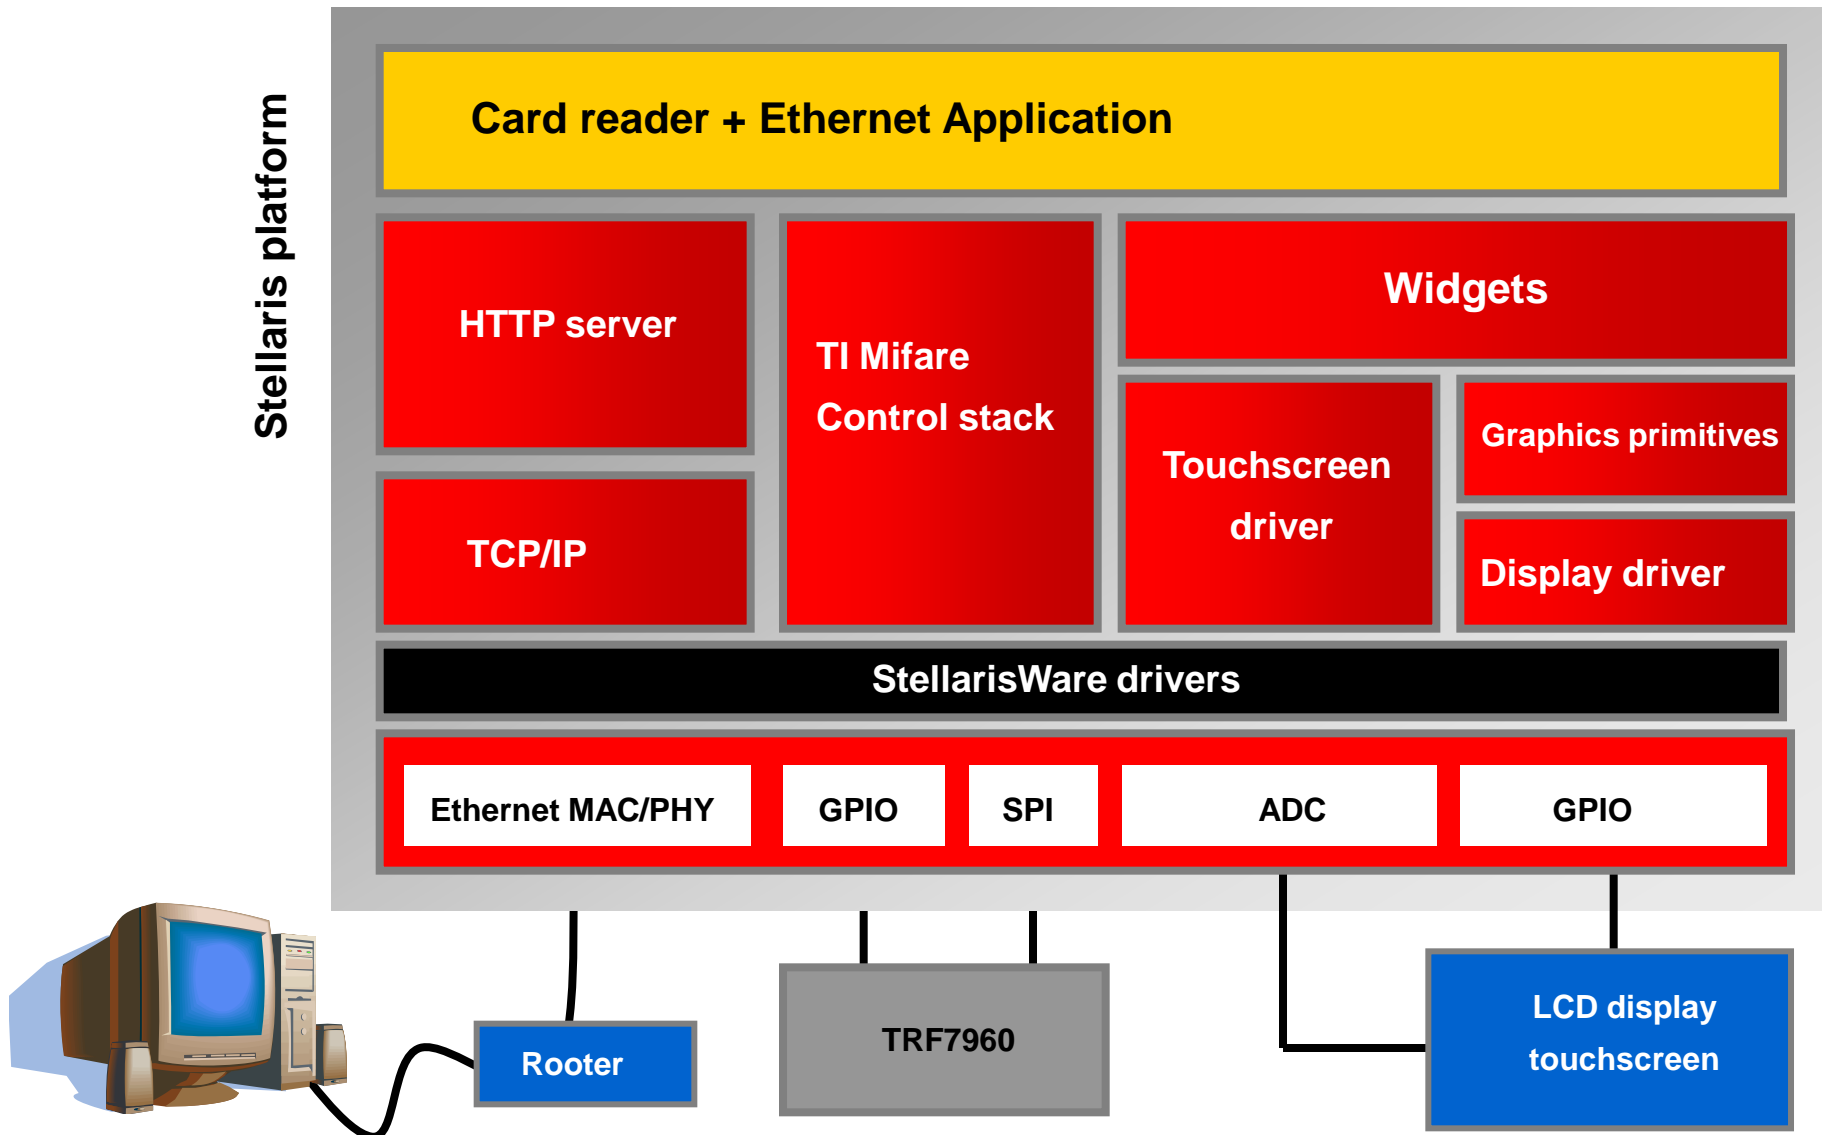 Stellaris platform
Card reader + Ethernet Application
HTTP server
TCP/IP
TI Mifare
Control stack
Widgets
Touchscreen
driver
Graphics primitives
Display driver
StellarisWare drivers
Ethernet MAC/PHY
GPIO
SPI
ADC
GPIO
Rooter
TRF7960
LCD display
touchscreen